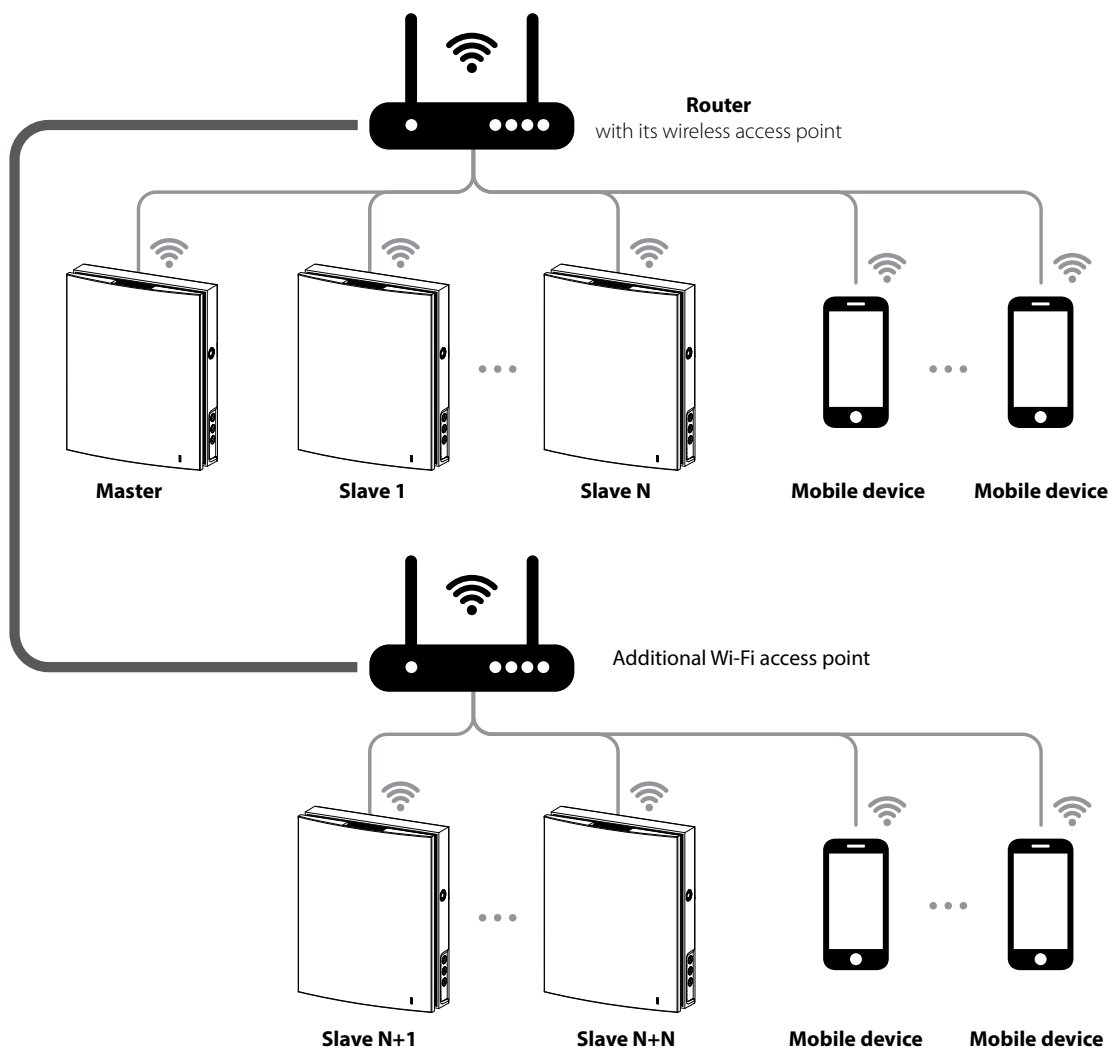 Router
with its wireless access point
Master
Slave 1
Slave N
Mobile device
Mobile device
Additional Wi-Fi access point
Slave N+1
Slave N+N
Mobile device
Mobile device